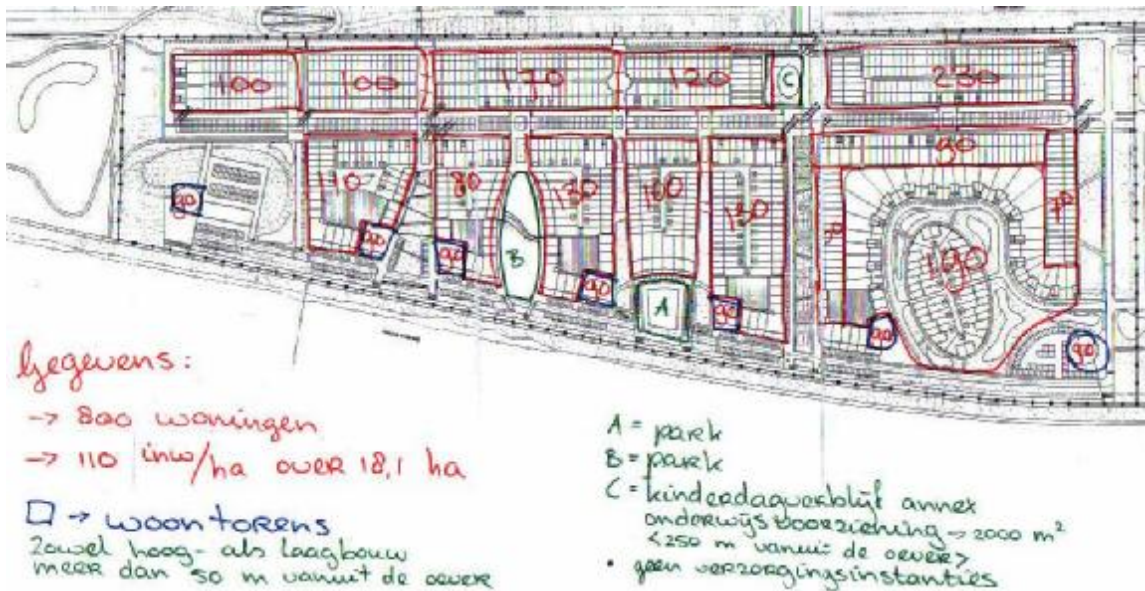 100 100 170 120 C 230
90
110 80 130 100 130 70
90 190
90 90 B 90 A 90 90 90
Gegevens:
-> 800 woningen
-> 110 inw/ha over 18,1 ha
□ -> woontorens
Zowel hoog- als laagbouw
meer dan 50 m vanuit de oever
A = park
B = park
C = kinderdagverblijf annex
onderwijsvoorziening -> 2000 m²
<250 m vanuit de oever>
• geen verzorgingsinstanties